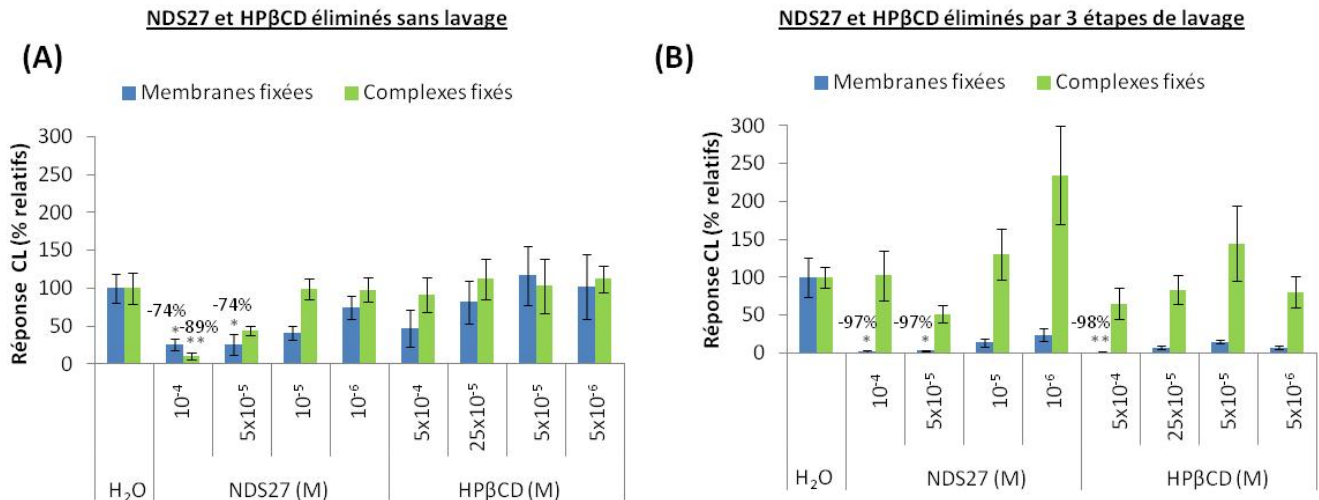 NDS27 et HPβCD éliminés sans lavage
(A)
Membranes fixées
Complexes fixés
Réponse CL (% relatifs)
300
250
200
150
100
50
0
-74%
*
-89%
**
-74%
*
10⁻⁴
5x10⁻⁵
10⁻⁵
10⁻⁶
5x10⁻⁴
25x10⁻⁵
5x10⁻⁵
5x10⁻⁶
H₂O
NDS27 (M)
HPβCD (M)
NDS27 et HPβCD éliminés par 3 étapes de lavage
(B)
Membranes fixées
Complexes fixés
Réponse CL (% relatifs)
300
250
200
150
100
50
0
-97%
*
-97%
*
-98%
**
10⁻⁴
5x10⁻⁵
10⁻⁵
10⁻⁶
5x10⁻⁴
25x10⁻⁵
5x10⁻⁵
5x10⁻⁶
H₂O
NDS27 (M)
HPβCD (M)